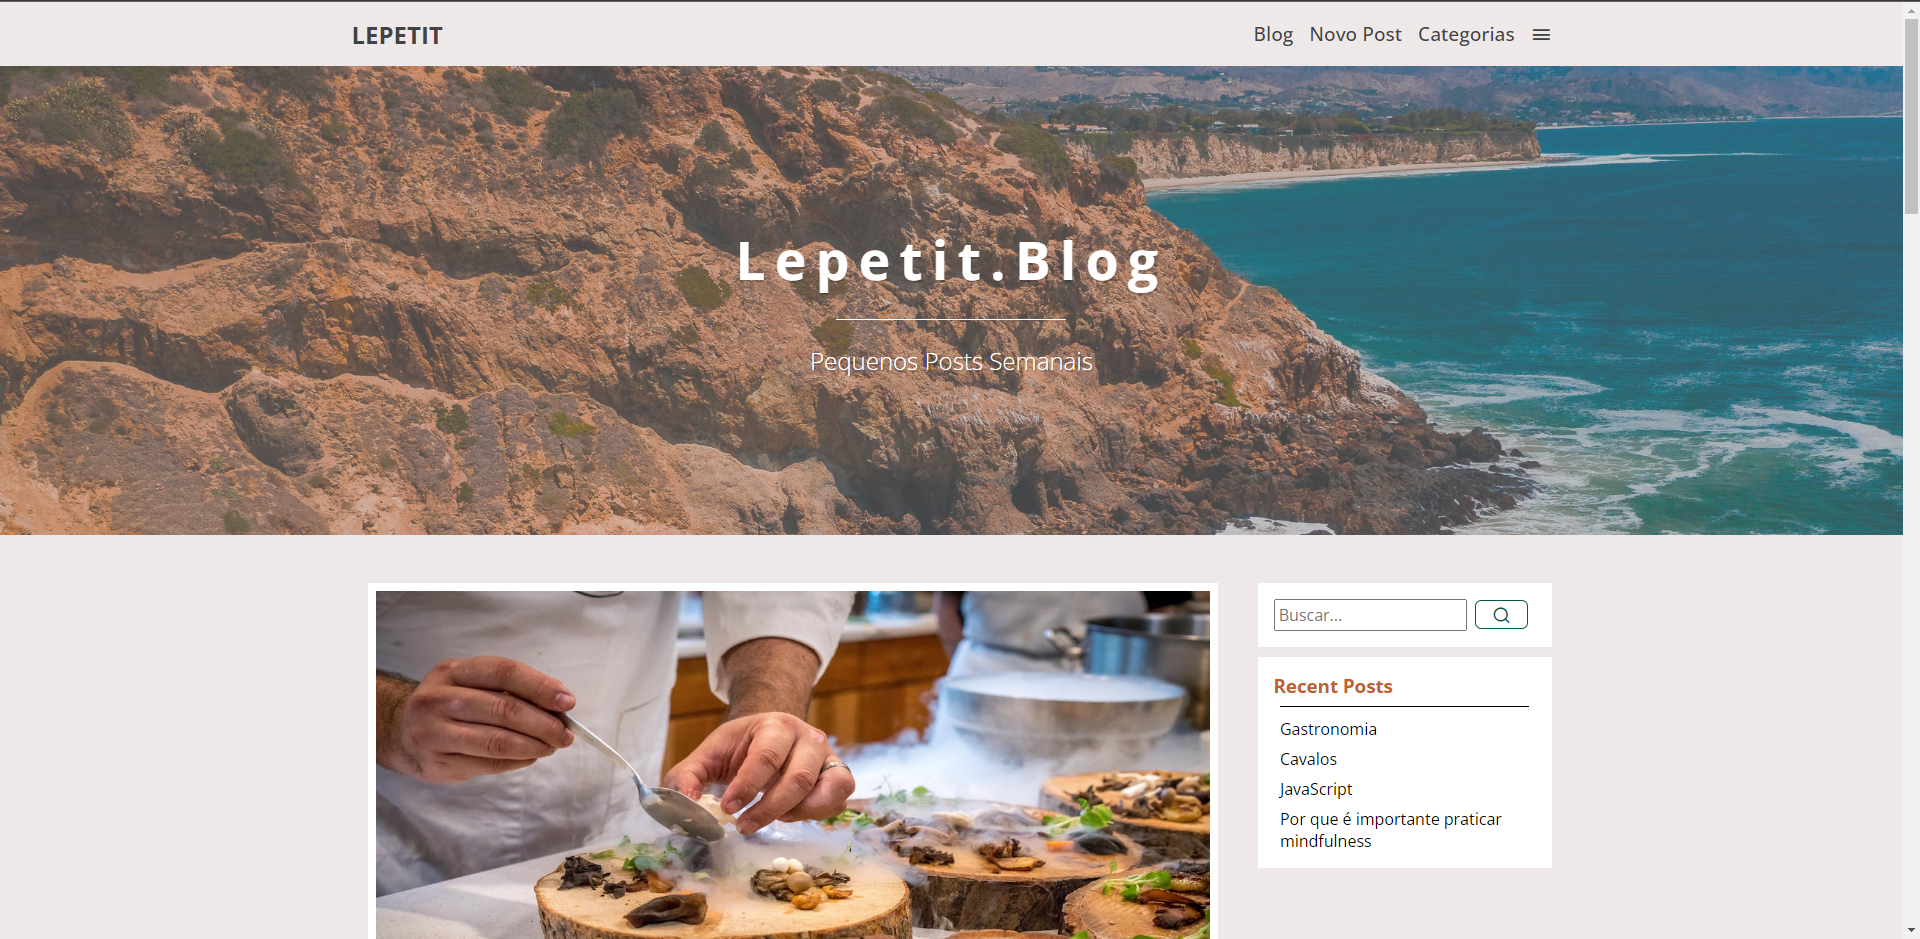 LEPETIT
Blog Novo Post Categorias
Lepetit.Blog
Pequenos Posts Semanais
Buscar...
Recent Posts
Gastronomia
Cavalos
JavaScript
Por que é importante praticar
mindfulness